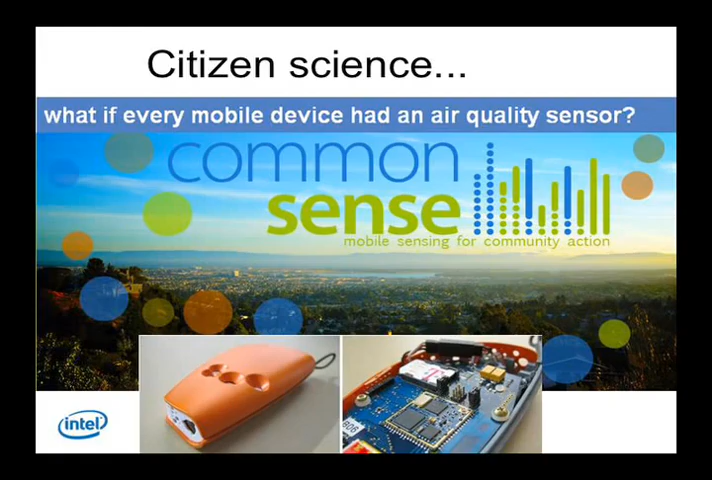 Citizen science...
what if every mobile device had an air quality sensor?
common
sense
mobile sensing for community action
intel